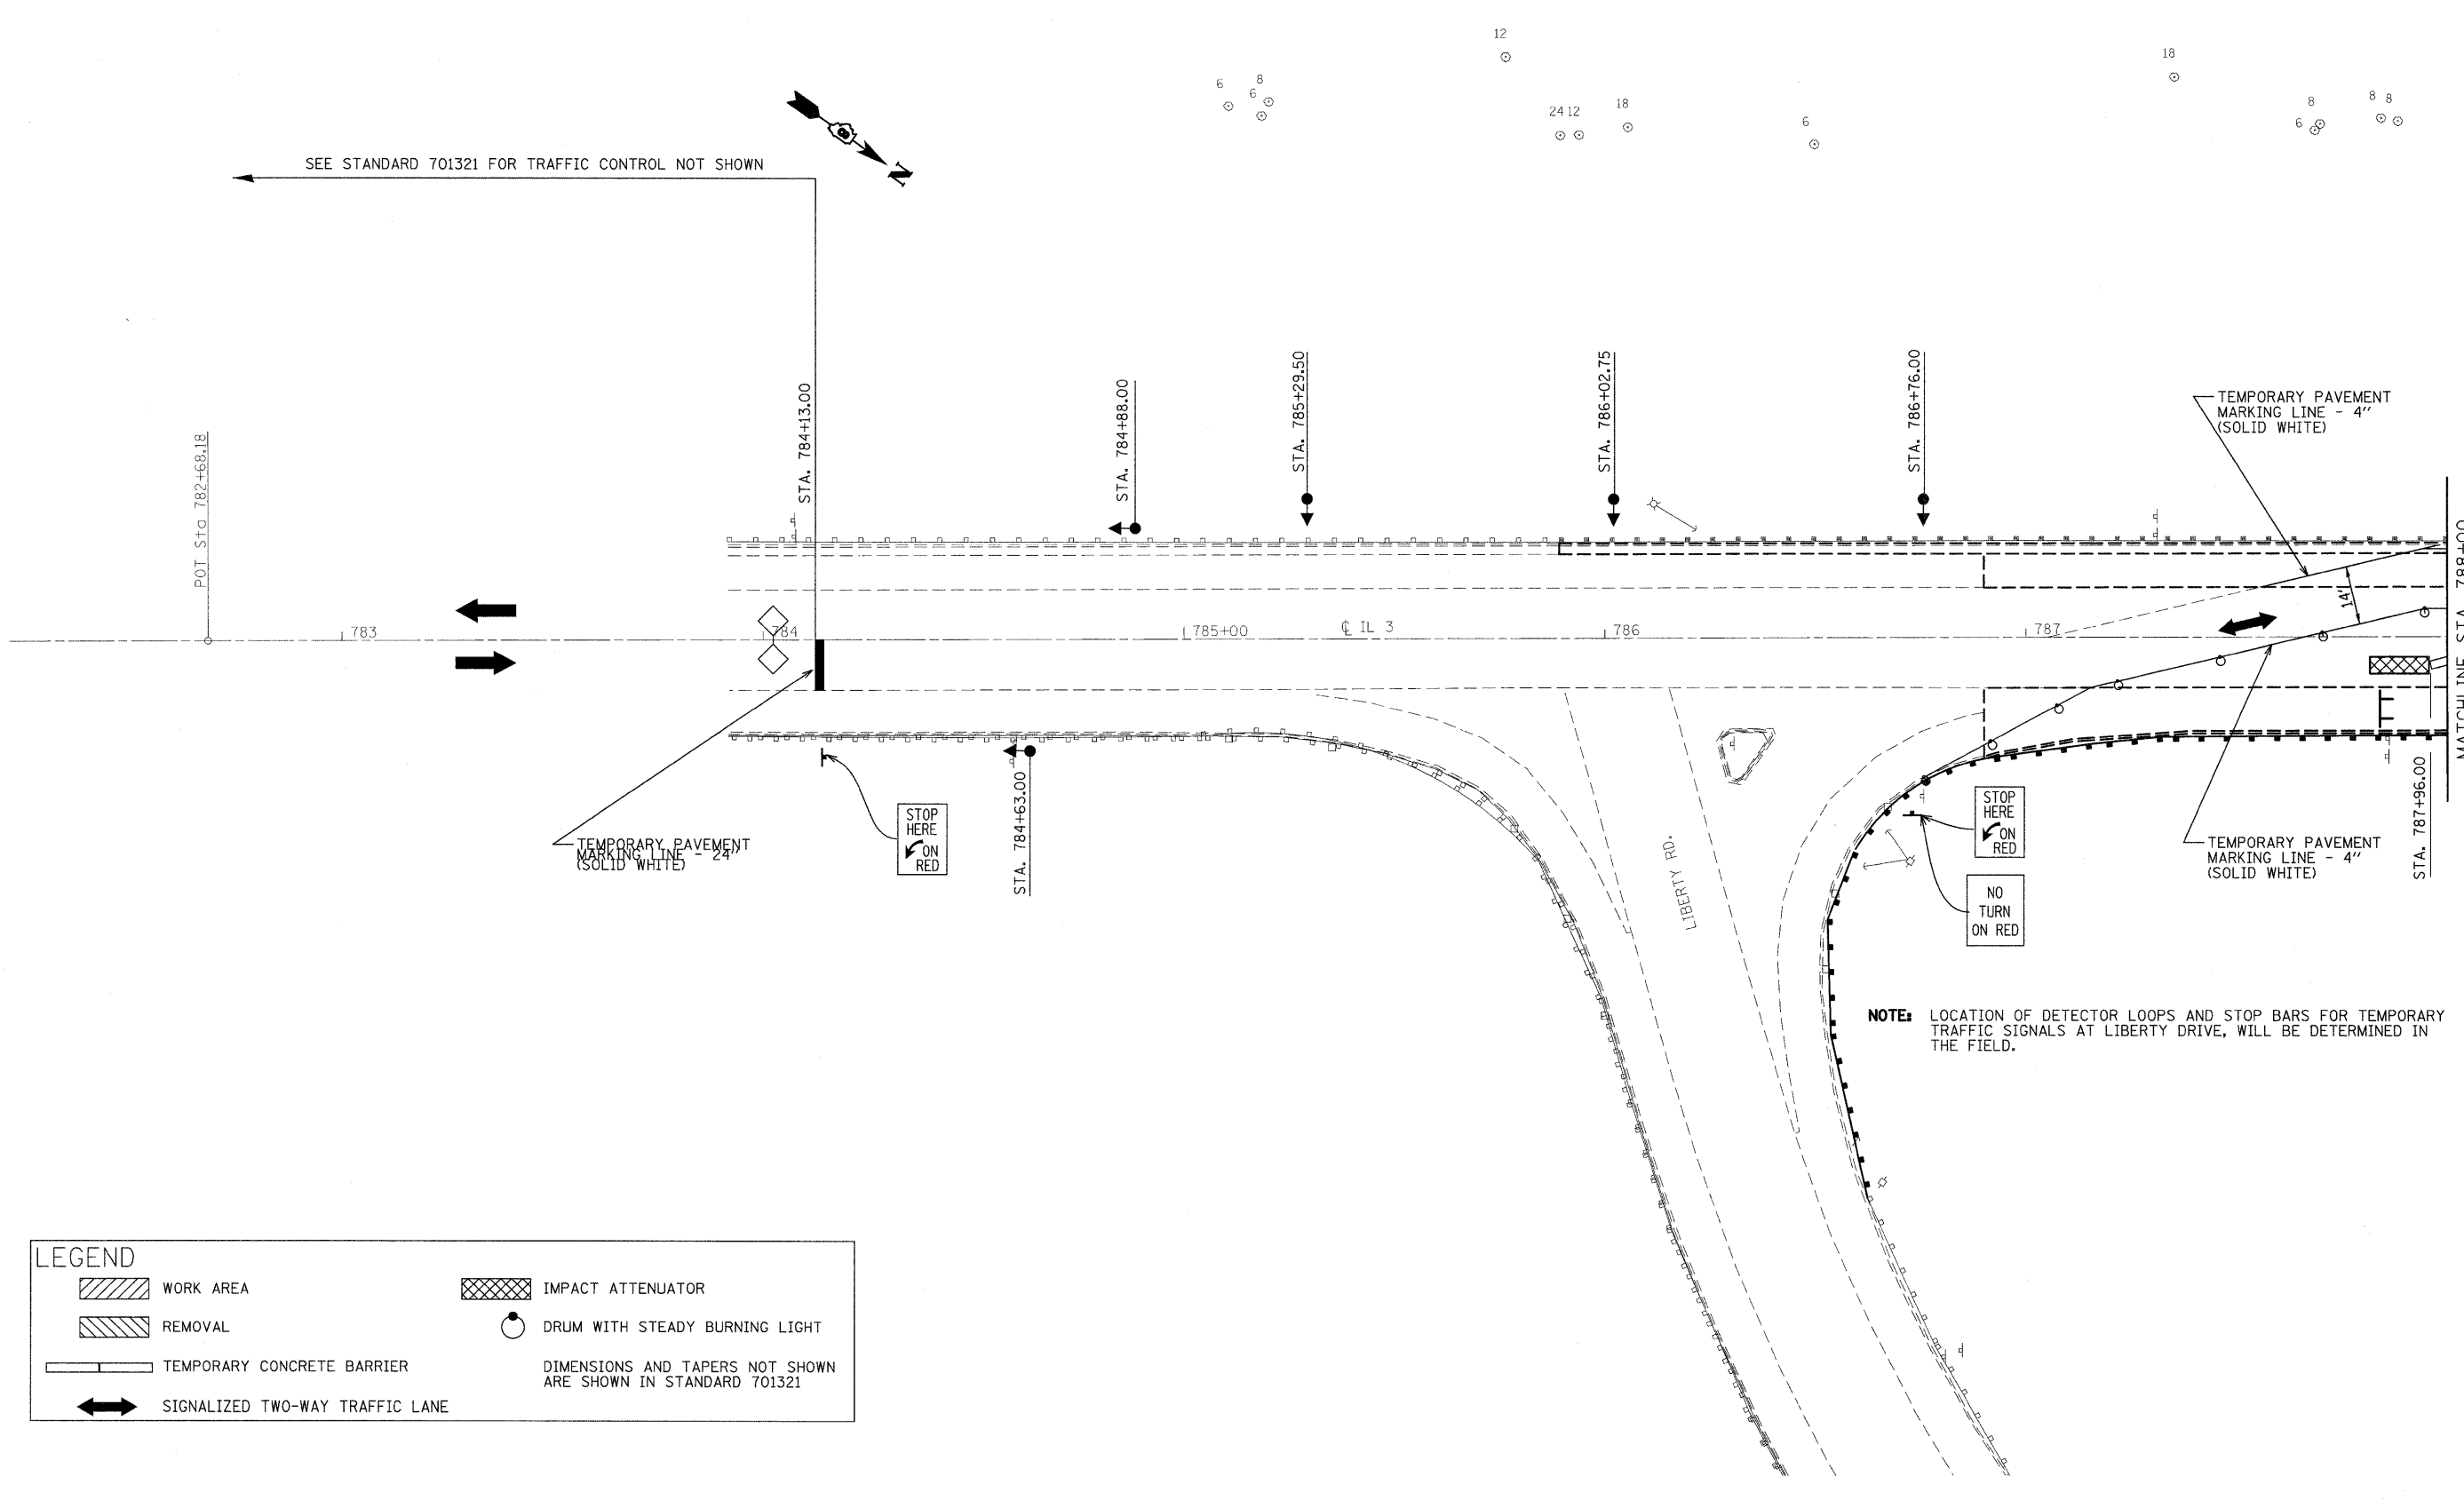 12
18
6
8
6
24 12
18
6
8
6
8 8
N
SEE STANDARD 701321 FOR TRAFFIC CONTROL NOT SHOWN
POT Sta 782+68.18
STA. 784+13.00
STA. 784+88.00
STA. 785+29.50
STA. 786+02.75
STA. 786+76.00
TEMPORARY PAVEMENT
MARKING LINE - 4"
(SOLID WHITE)
783
784
785+00
℄ IL 3
786
787
14'
MATCHLINE STA 788+00
STA. 784+63.00
STOP
HERE
ON
RED
TEMPORARY PAVEMENT
MARKING LINE - 24"
(SOLID WHITE)
LIBERTY RD.
STOP
HERE
ON
RED
NO
TURN
ON RED
TEMPORARY PAVEMENT
MARKING LINE - 4"
(SOLID WHITE)
STA. 787+96.00
NOTE: LOCATION OF DETECTOR LOOPS AND STOP BARS FOR TEMPORARY
TRAFFIC SIGNALS AT LIBERTY DRIVE, WILL BE DETERMINED IN
THE FIELD.
LEGEND
WORK AREA
REMOVAL
TEMPORARY CONCRETE BARRIER
SIGNALIZED TWO-WAY TRAFFIC LANE
IMPACT ATTENUATOR
DRUM WITH STEADY BURNING LIGHT
DIMENSIONS AND TAPERS NOT SHOWN
ARE SHOWN IN STANDARD 701321